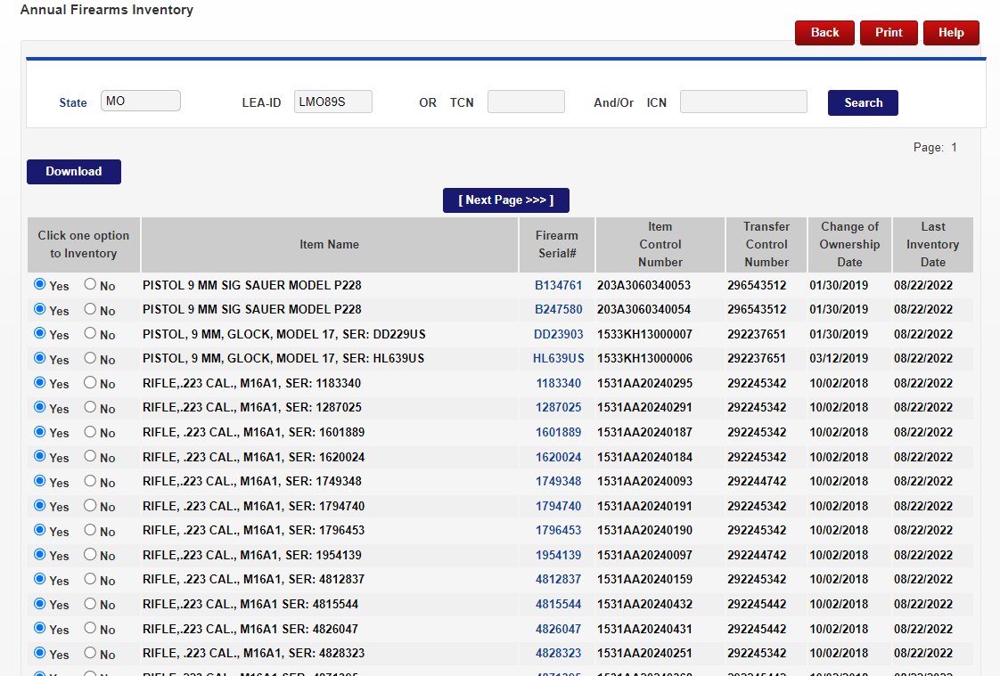 Annual Firearms Inventory
Back Print Help
State MO LEA-ID LMO89S OR TCN And/Or ICN Search
Page: 1
Download
[ Next Page >>> ]
Click one option to Inventory Item Name Firearm Serial# Item Control Number Transfer Control Number Change of Ownership Date Last Inventory Date
Yes No PISTOL 9 MM SIG SAUER MODEL P228 B134761 203A3060340053 296543512 01/30/2019 08/22/2022
Yes No PISTOL 9 MM SIG SAUER MODEL P228 B247580 203A3060340054 296543512 01/30/2019 08/22/2022
Yes No PISTOL, 9 MM, GLOCK, MODEL 17, SER: DD229US DD23903 1533KH13000007 292237651 01/30/2019 08/22/2022
Yes No PISTOL, 9 MM, GLOCK, MODEL 17, SER: HL639US HL639US 1533KH13000006 292237651 03/12/2019 08/22/2022
Yes No RIFLE,.223 CAL., M16A1, SER: 1183340 1183340 1531AA20240295 292245342 10/02/2018 08/22/2022
Yes No RIFLE,.223 CAL., M16A1, SER: 1287025 1287025 1531AA20240291 292245342 10/02/2018 08/22/2022
Yes No RIFLE, .223 CAL., M16A1, SER: 1601889 1601889 1531AA20240187 292245342 10/02/2018 08/22/2022
Yes No RIFLE, .223 CAL., M16A1, SER: 1620024 1620024 1531AA20240184 292245342 10/02/2018 08/22/2022
Yes No RIFLE, .223 CAL., M16A1, SER: 1749348 1749348 1531AA20240093 292244742 10/02/2018 08/22/2022
Yes No RIFLE, .223 CAL., M16A1, SER: 1794740 1794740 1531AA20240191 292245342 10/02/2018 08/22/2022
Yes No RIFLE, .223 CAL., M16A1, SER: 1796453 1796453 1531AA20240190 292245342 10/02/2018 08/22/2022
Yes No RIFLE, .223 CAL., M16A1, SER: 1954139 1954139 1531AA20240097 292244742 10/02/2018 08/22/2022
Yes No RIFLE, .223 CAL., M16A1, SER: 4812837 4812837 1531AA20240159 292245342 10/02/2018 08/22/2022
Yes No RIFLE,.223 CAL., M16A1 SER: 4815544 4815544 1531AA20240432 292245442 10/02/2018 08/22/2022
Yes No RIFLE,.223 CAL., M16A1 SER: 4826047 4826047 1531AA20240431 292245442 10/02/2018 08/22/2022
Yes No RIFLE, .223 CAL., M16A1, SER: 4828323 4828323 1531AA20240251 292245342 10/02/2018 08/22/2022